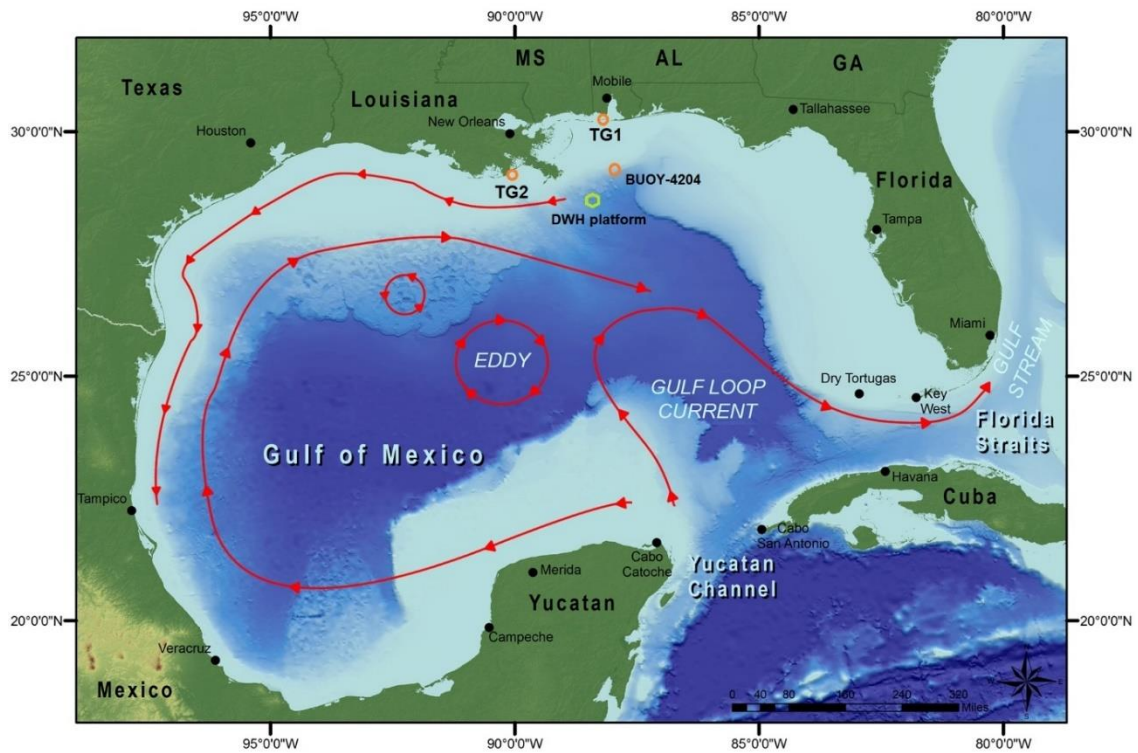 95°0'0"W 90°0'0"W 85°0'0"W 80°0'0"W
MS AL GA
Texas
Mobile
Louisiana
Tallahassee
New Orleans
TG1
30°0'0"N 30°0'0"N
Houston
BUOY-4204
TG2
Florida
DWH platform
Tampa
Miami
GULF
STREAM
EDDY
25°0'0"N 25°0'0"N
GULF LOOP
CURRENT
Dry Tortugas
Key
West
Florida
Straits
Gulf of Mexico
Havana
Tampico
Cuba
Cabo
San Antonio
Cabo
Catoche
Yucatan
Channel
Merida
Yucatan
20°0'0"N 20°0'0"N
Campeche
Veracruz
Mexico
0 40 80 160 240 320
Miles
95°0'0"W 90°0'0"W 85°0'0"W 80°0'0"W